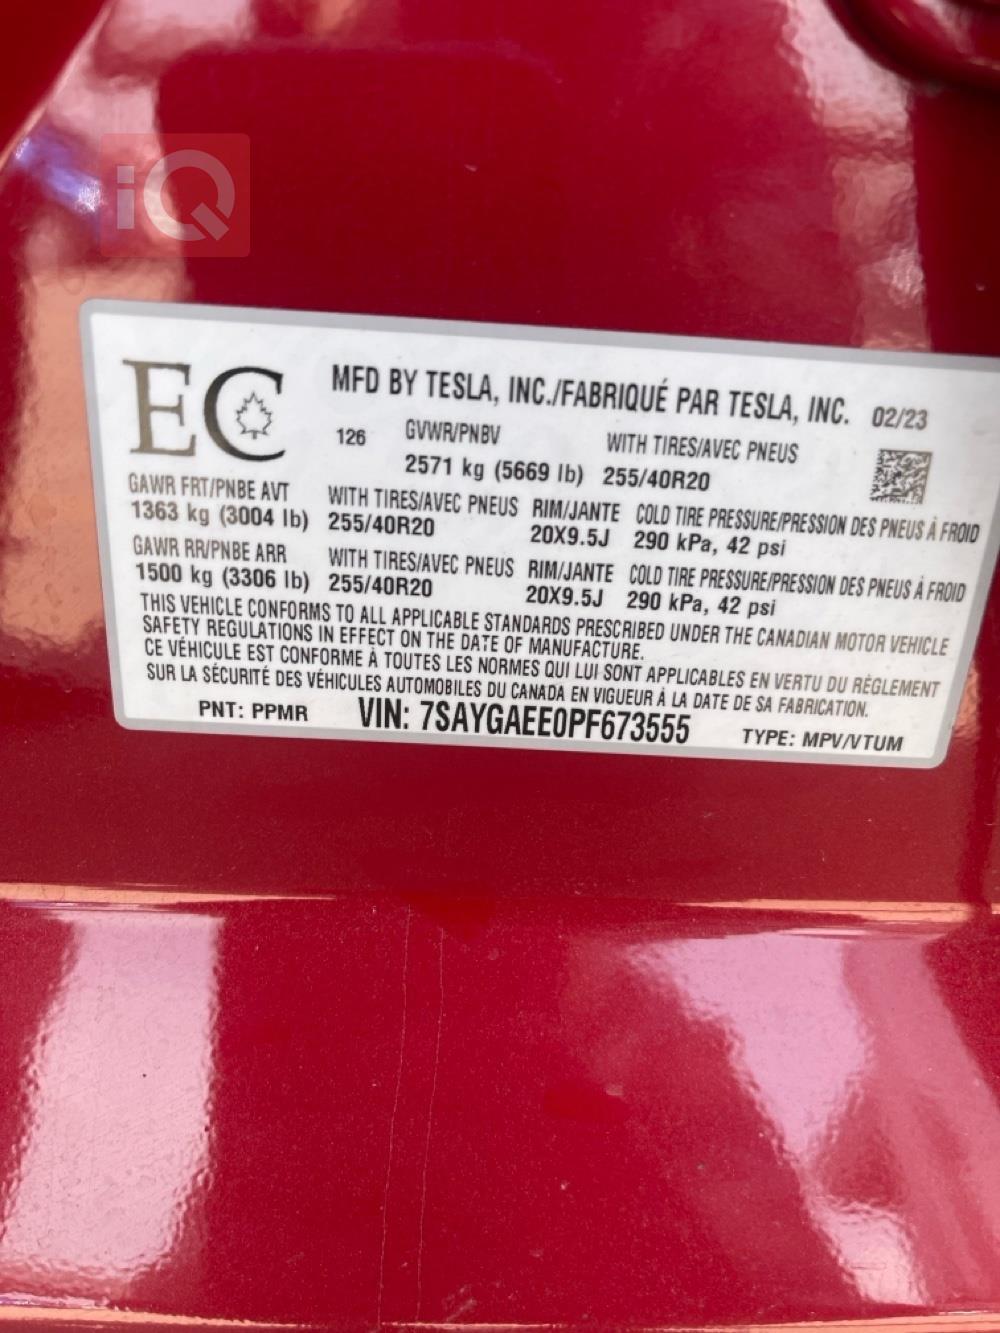 iQ
EC
MFD BY TESLA, INC./FABRIQUÉ PAR TESLA, INC. 02/23
126 GVWR/PNBV WITH TIRES/AVEC PNEUS
2571 kg (5669 lb) 255/40R20
GAWR FRT/PNBE AVT WITH TIRES/AVEC PNEUS RIM/JANTE COLD TIRE PRESSURE/PRESSION DES PNEUS À FROID
1363 kg (3004 lb) 255/40R20 20X9.5J 290 kPa, 42 psi
GAWR RR/PNBE ARR WITH TIRES/AVEC PNEUS RIM/JANTE COLD TIRE PRESSURE/PRESSION DES PNEUS À FROID
1500 kg (3306 lb) 255/40R20 20X9.5J 290 kPa, 42 psi
THIS VEHICLE CONFORMS TO ALL APPLICABLE STANDARDS PRESCRIBED UNDER THE CANADIAN MOTOR VEHICLE
SAFETY REGULATIONS IN EFFECT ON THE DATE OF MANUFACTURE.
CE VÉHICULE EST CONFORME À TOUTES LES NORMES QUI LUI SONT APPLICABLES EN VERTU DU RÈGLEMENT
SUR LA SÉCURITÉ DES VÉHICULES AUTOMOBILES DU CANADA EN VIGUEUR À LA DATE DE SA FABRICATION.
PNT: PPMR VIN: 7SAYGAEE0PF673555 TYPE: MPV/VTUM